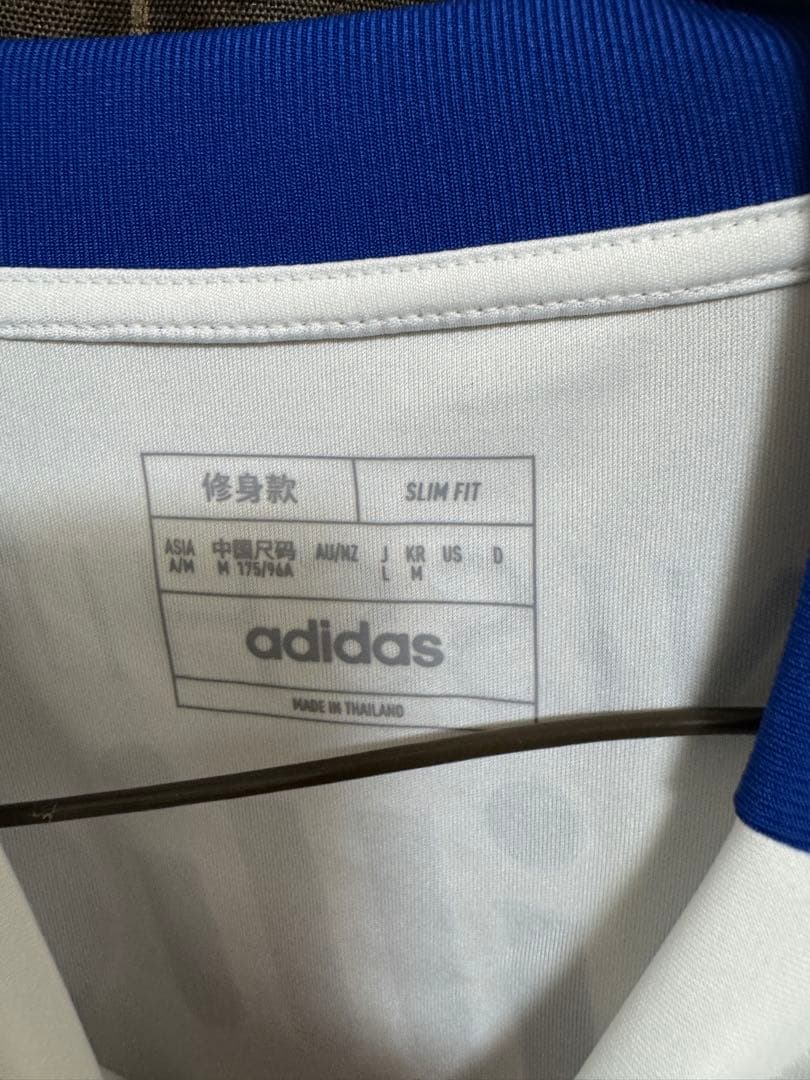 修身款 SLIM FIT
ASIA 中国尺码 AU/NZ J KR US D
A/M M 175/96A L M
adidas
MADE IN THAILAND